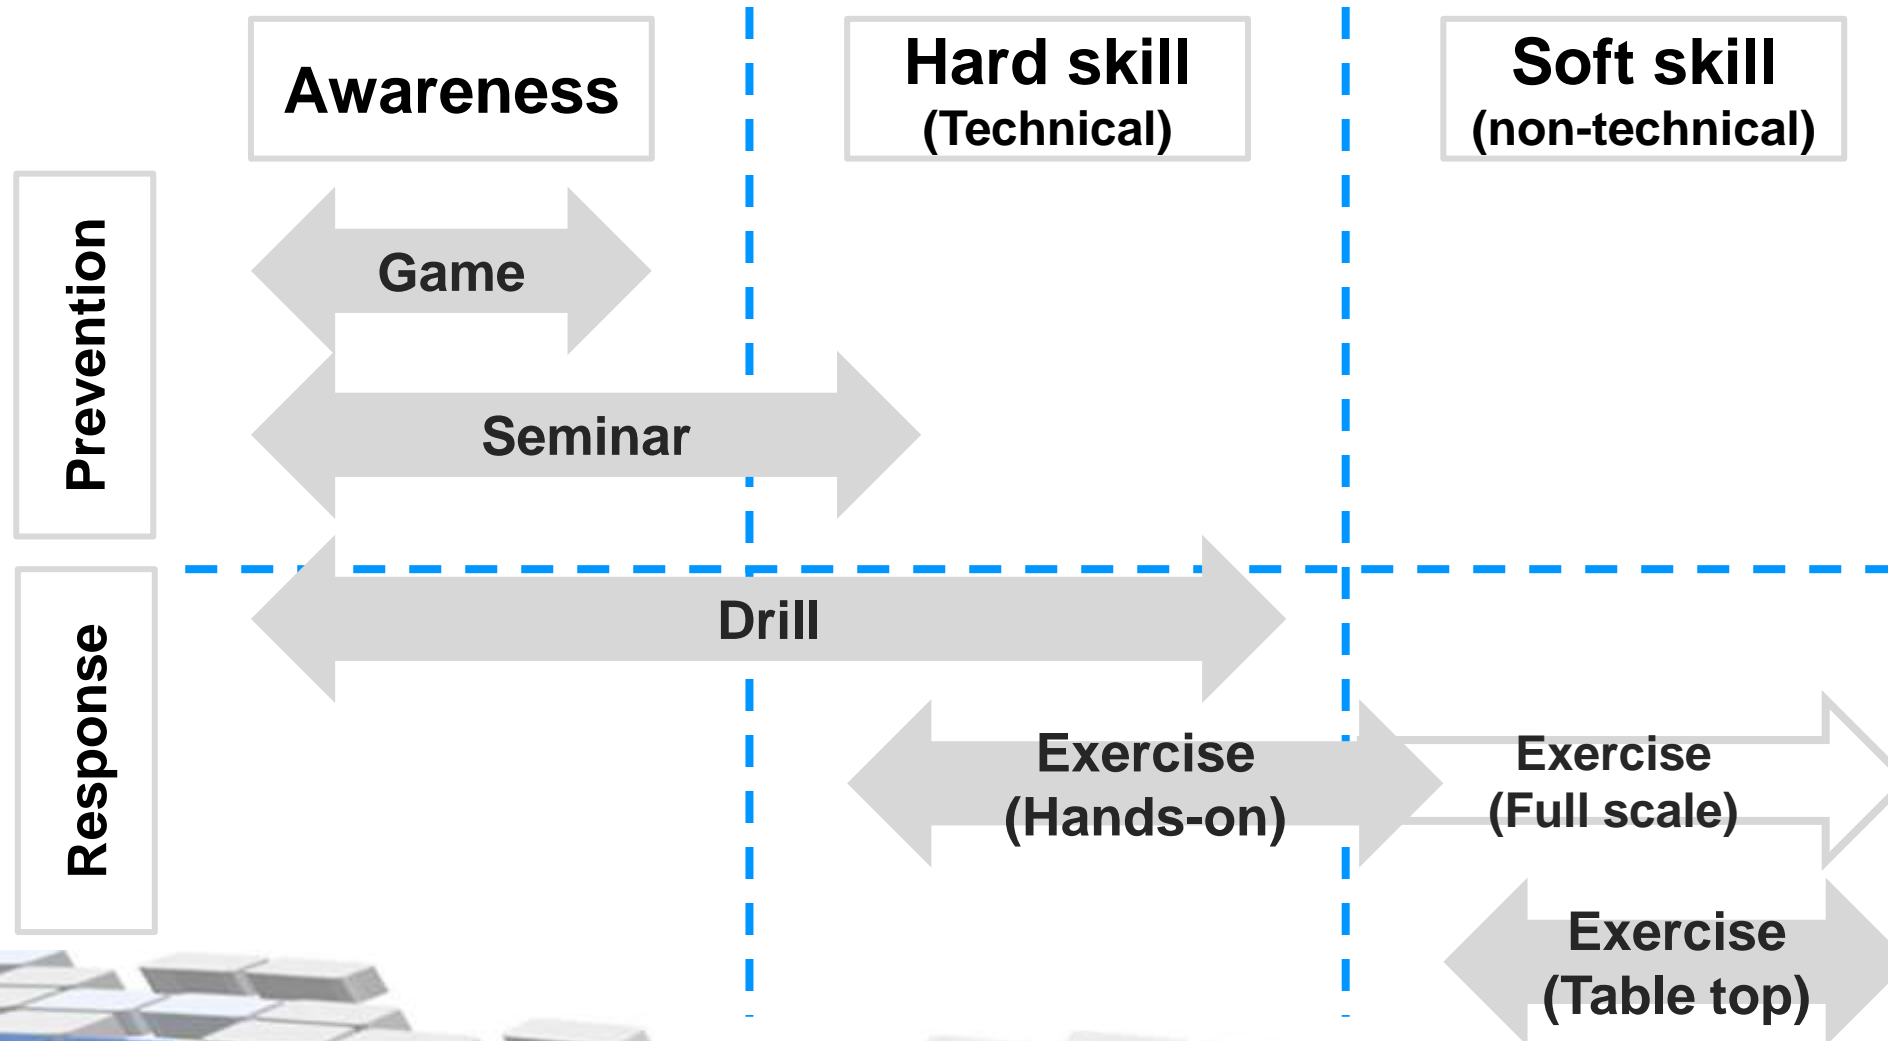 Awareness
Hard skill
(Technical)
Soft skill
(non-technical)
Prevention
Game
Seminar
Response
Drill
Exercise
(Hands-on)
Exercise
(Full scale)
Exercise
(Table top)